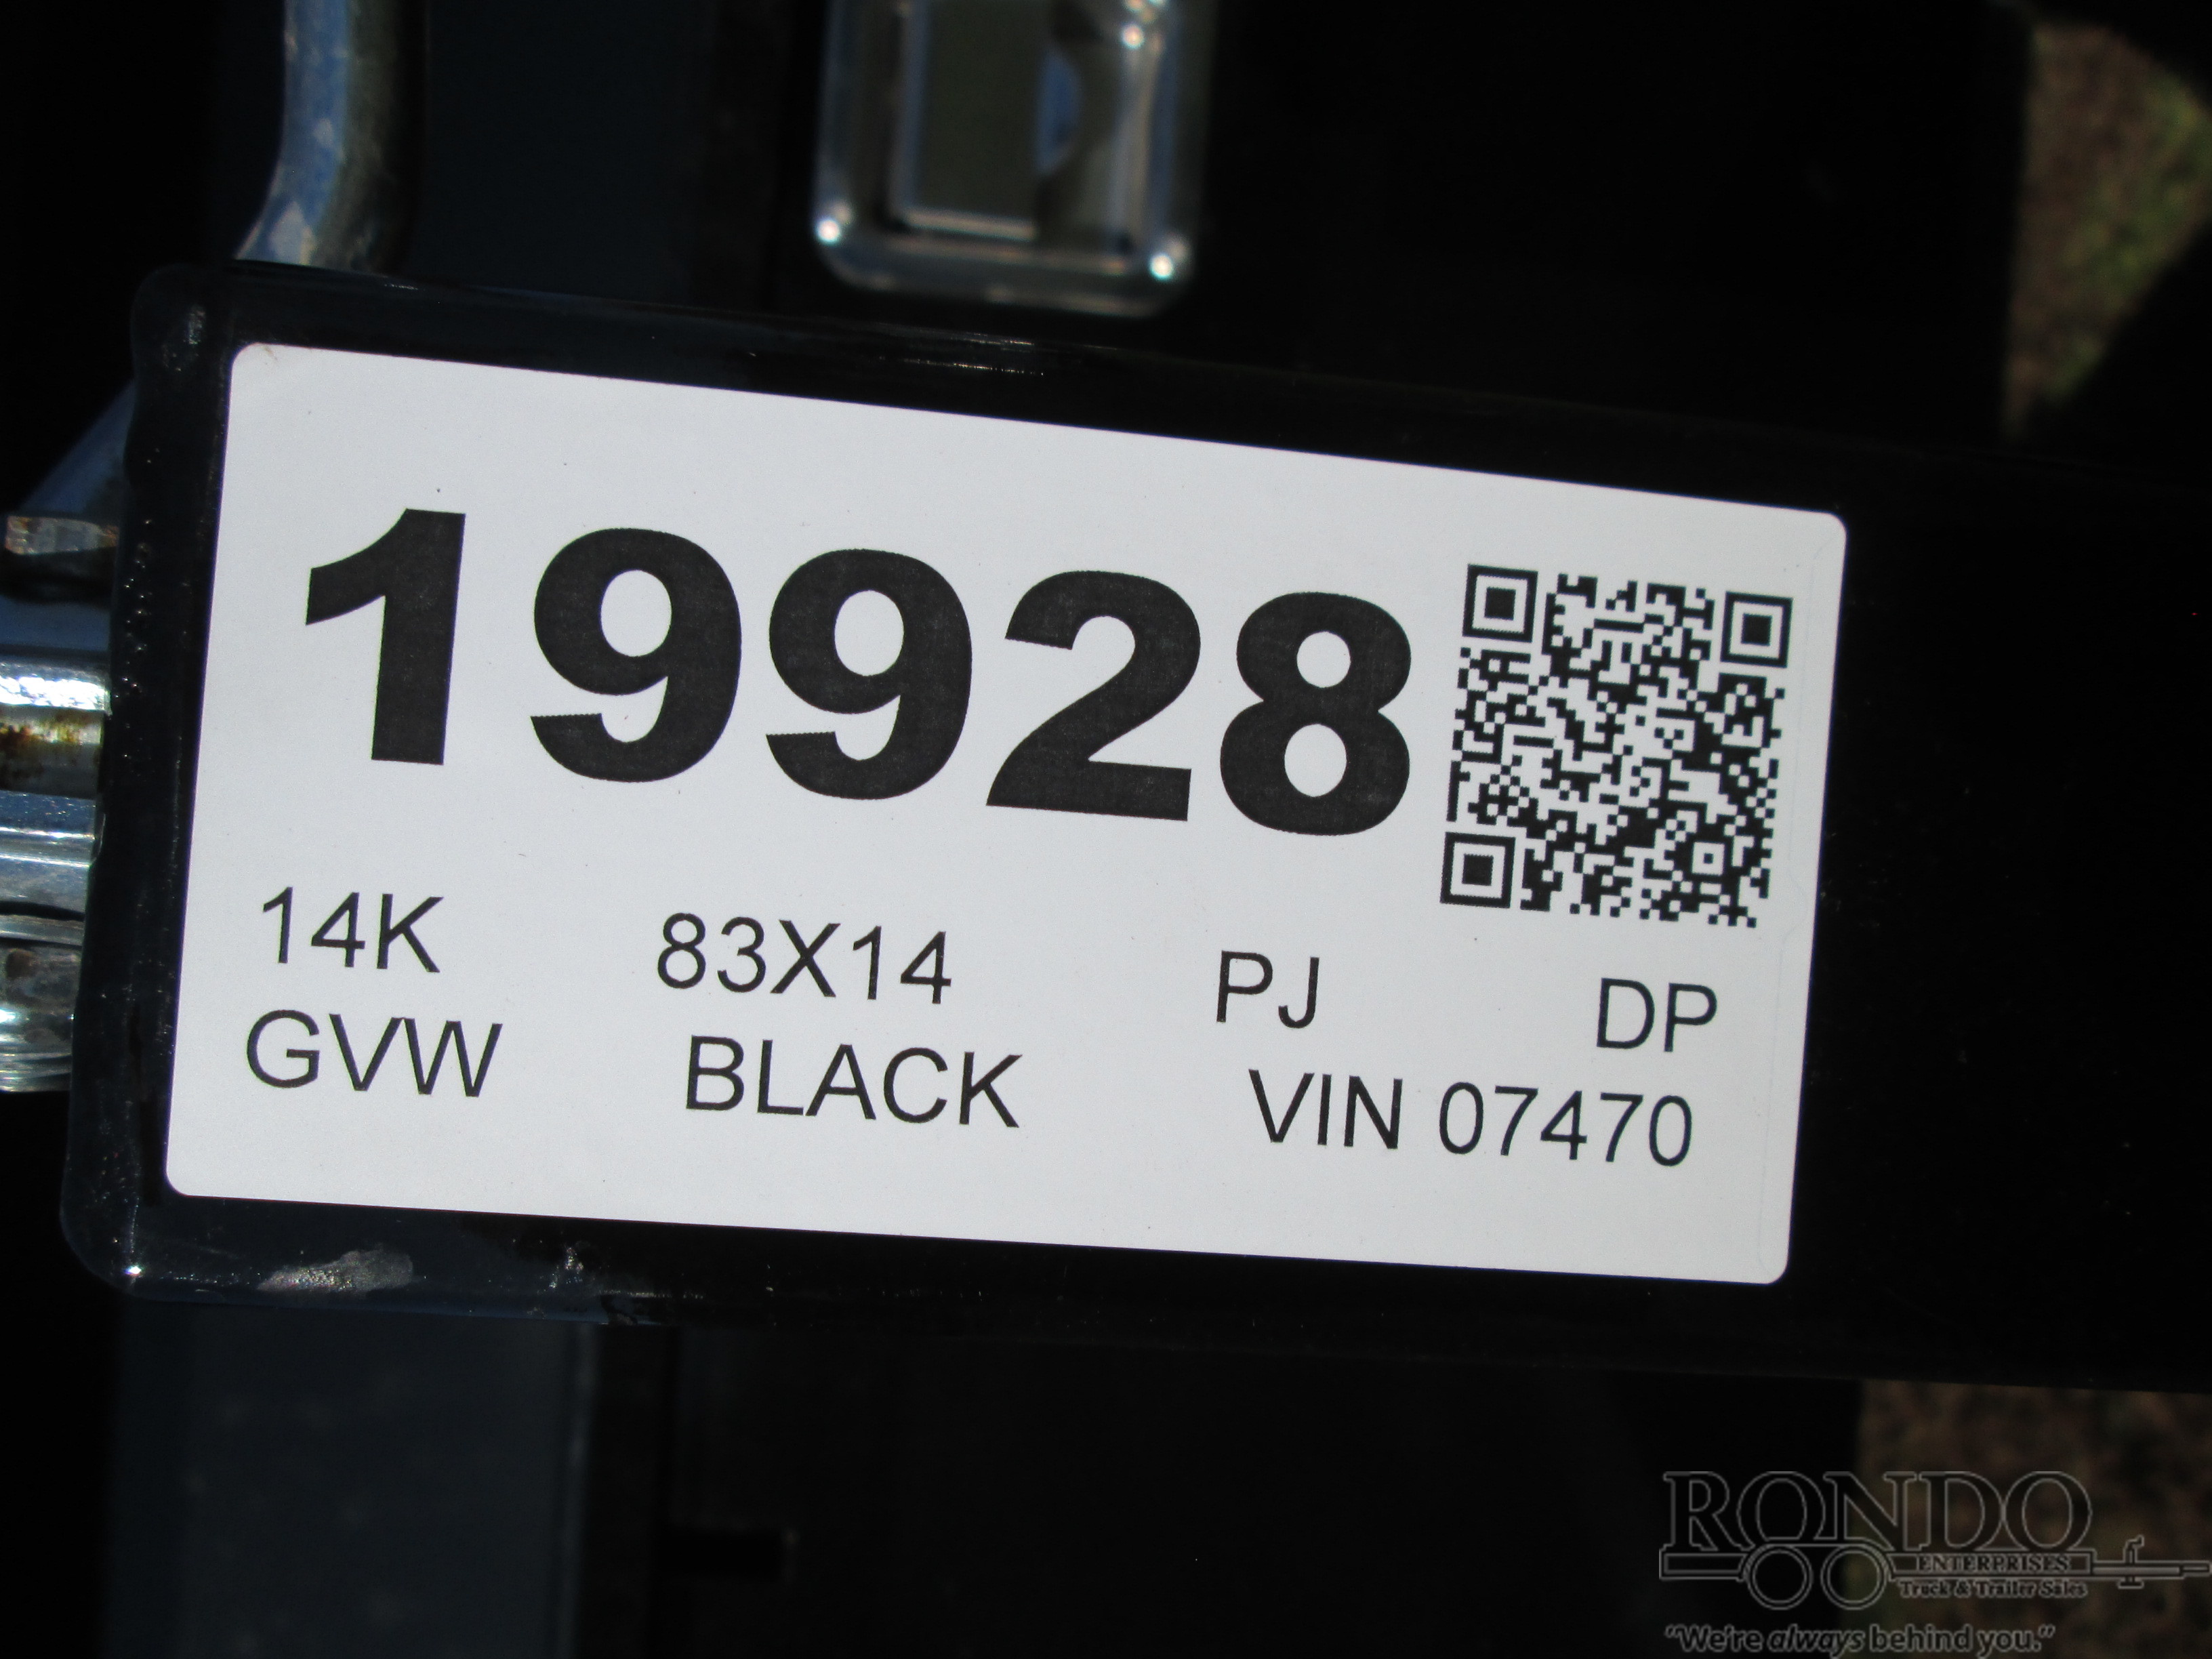 19928
14K 83X14 PJ DP
GVW BLACK VIN 07470
RONDO
ENTERPRISES
Truck & Trailer Sales
"We're always behind you."